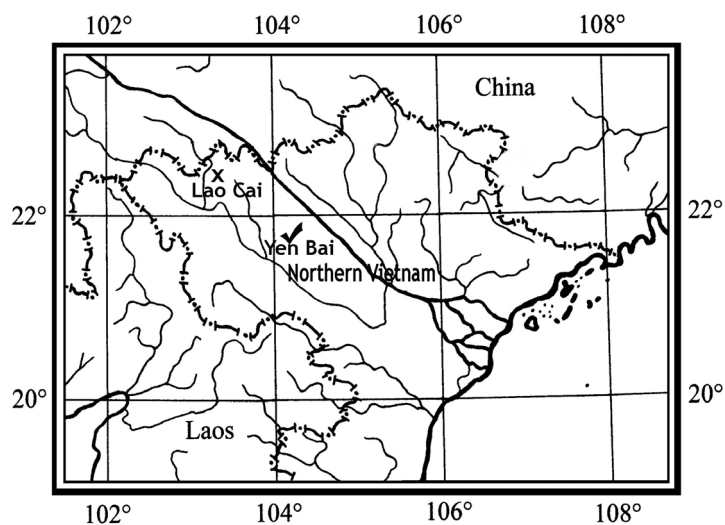 102° 104° 106° 108°
China
X
Lao Cai
22° 22°
Yen Bai
Northern Vietnam
20° 20°
Laos
102° 104° 106° 108°